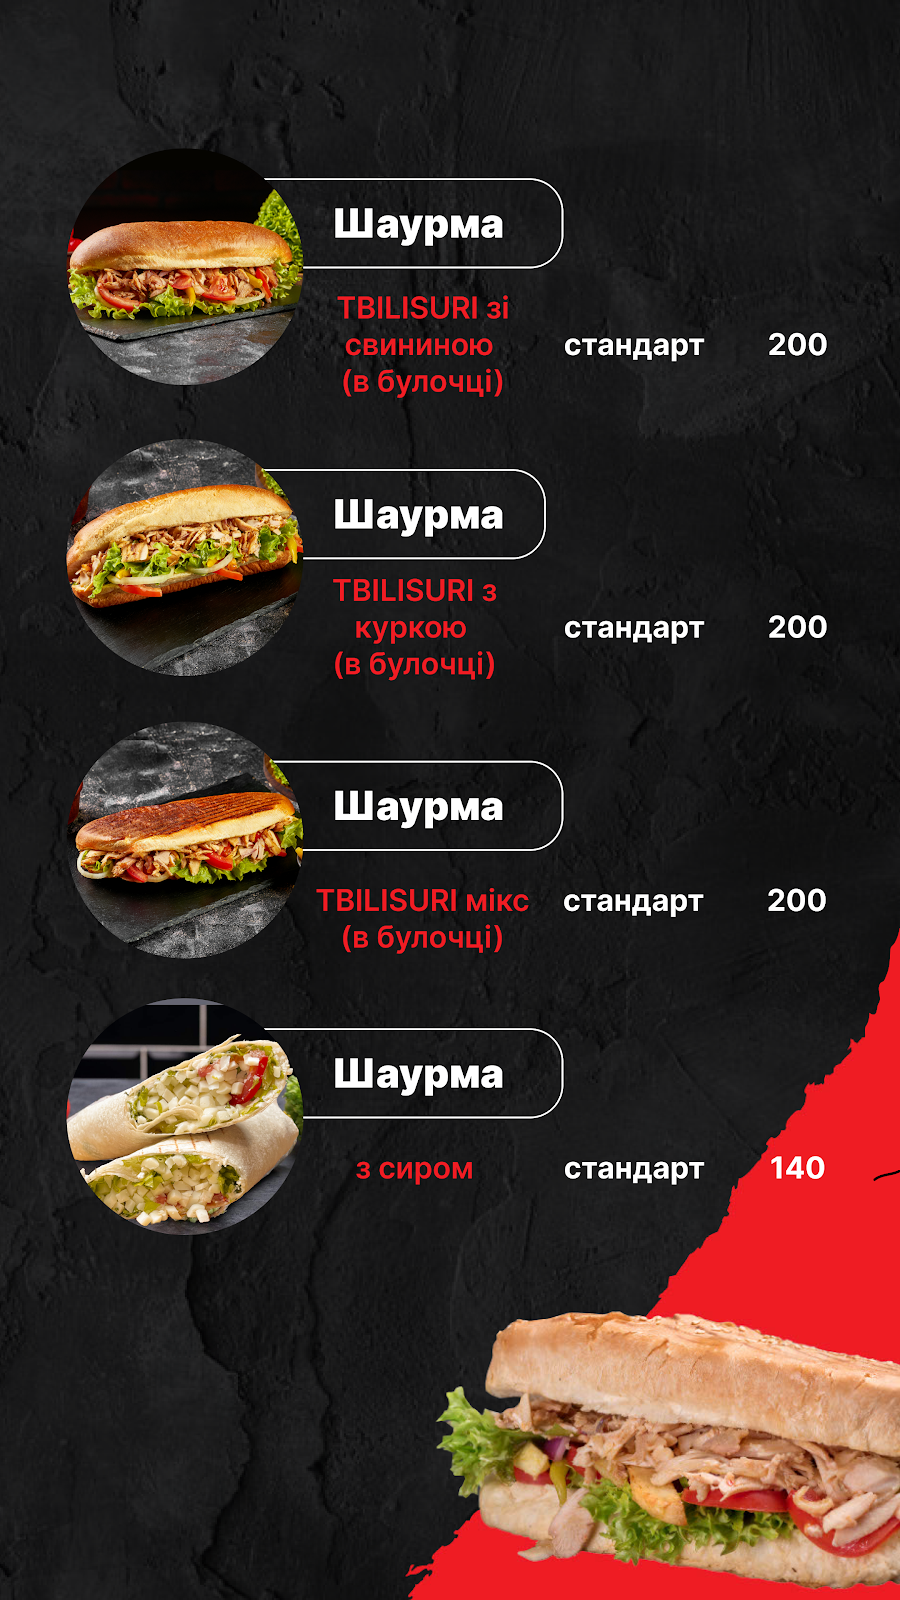 Шаурма
TBILISURI зі
свининою
(в булочці)
стандарт 200
Шаурма
TBILISURI з
куркою
(в булочці)
стандарт 200
Шаурма
TBILISURI мікс
(в булочці)
стандарт 200
Шаурма
з сиром
стандарт 140